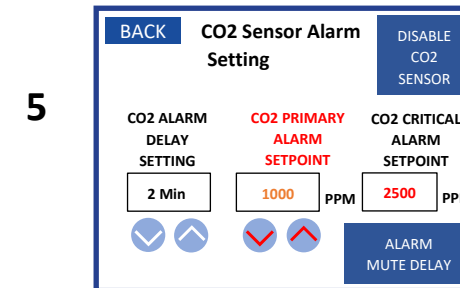 BACK
CO2 Sensor Alarm
Setting
DISABLE
CO2
SENSOR
5
CO2 ALARM
DELAY
SETTING
CO2 PRIMARY
ALARM
SETPOINT
CO2 CRITICAL
ALARM
SETPOINT
2 Min
1000
PPM
2500
ALARM
MUTE DELAY